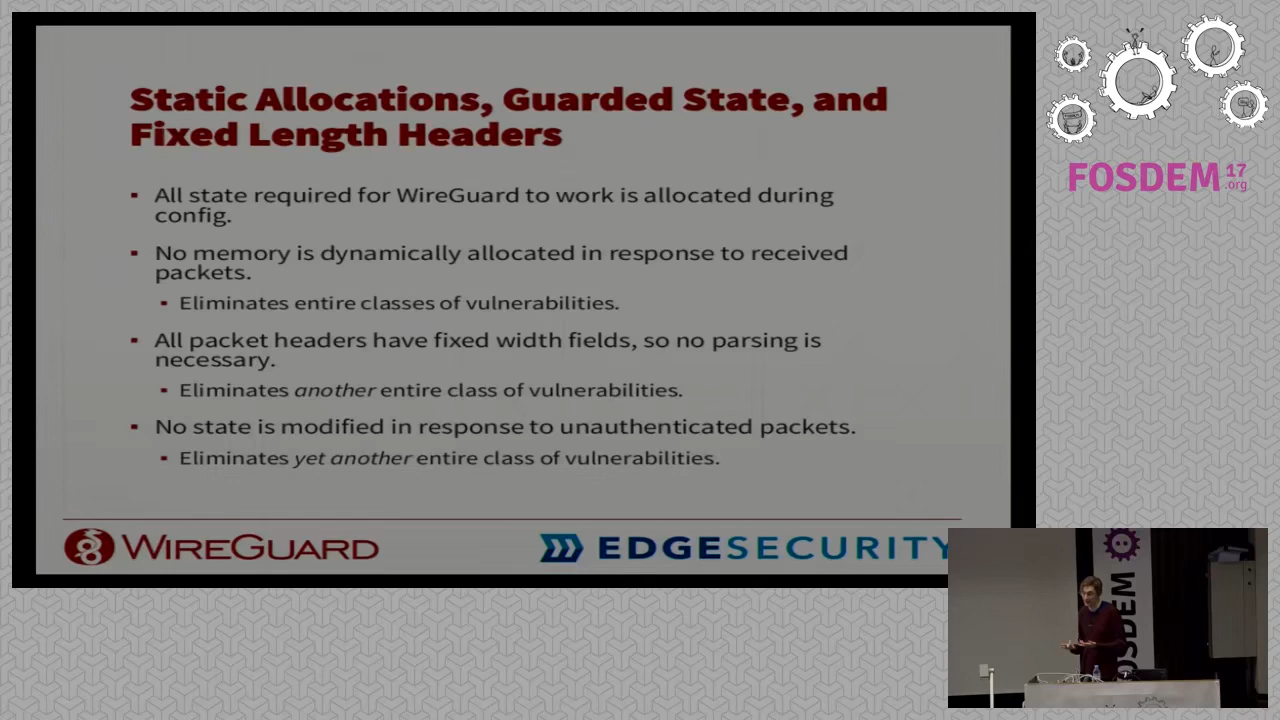 Static Allocations, Guarded State, and
Fixed Length Headers
▪ All state required for WireGuard to work is allocated during
config.
▪ No memory is dynamically allocated in response to received
packets.
▪ Eliminates entire classes of vulnerabilities.
▪ All packet headers have fixed width fields, so no parsing is
necessary.
▪ Eliminates another entire class of vulnerabilities.
▪ No state is modified in response to unauthenticated packets.
▪ Eliminates yet another entire class of vulnerabilities.
WIREGUARD
EDGESECURITY
FOSDEM 17
.org
FOSDEM